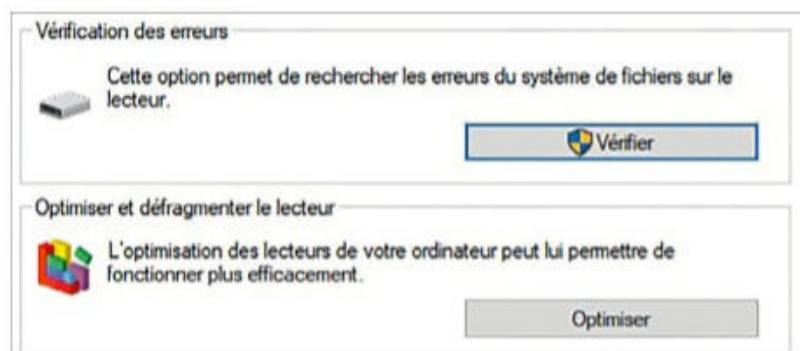 Vérification des erreurs
Cette option permet de rechercher les erreurs du système de fichiers sur le
lecteur.
Vérifier
Optimiser et défragmenter le lecteur
L'optimisation des lecteurs de votre ordinateur peut lui permettre de
fonctionner plus efficacement.
Optimiser